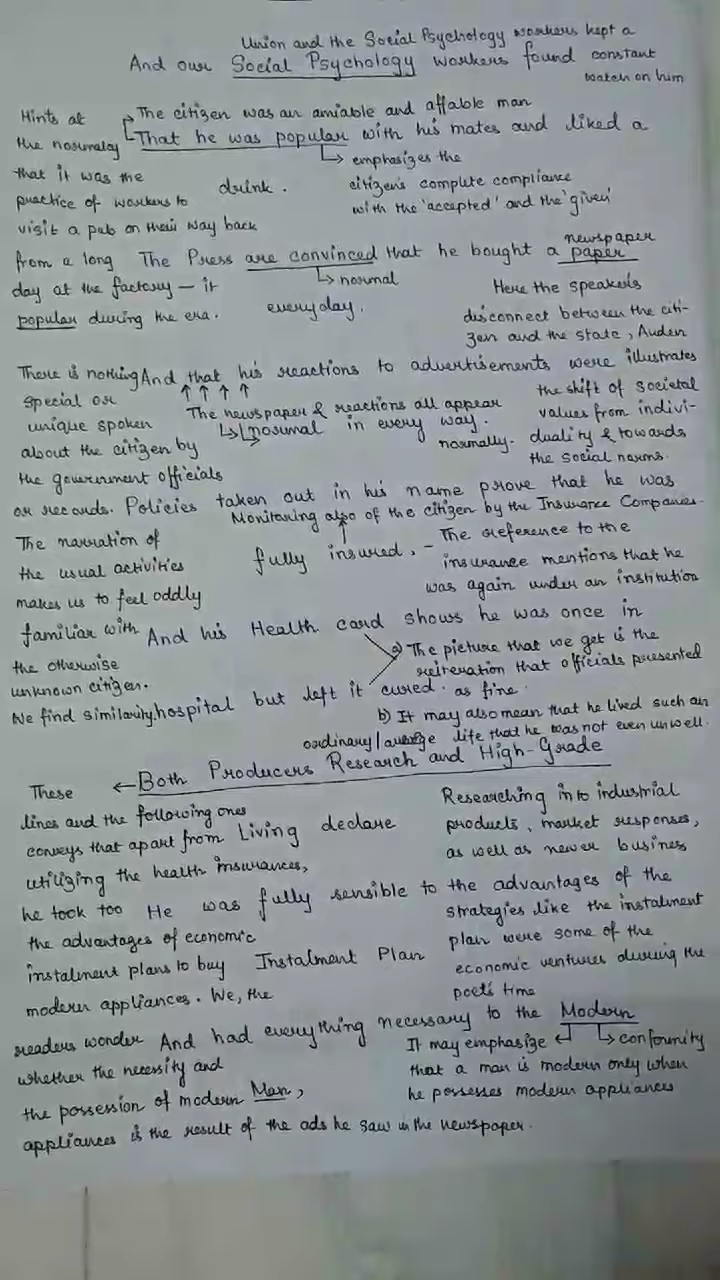 Union and the Social Psychology workers kept a
And our Social Psychology workers found constant
watch on him
Hints at The citizen was an amiable and affable man
the normalcy That he was popular with his mates and liked a
that it was the emphasizes the
practice of workers to drink. citizen's complete compliance
visit a pub on their way back with the 'accepted' and the 'given'
from a long The Press are convinced that he bought a newspaper paper
day at the factory - it normal Here the speakers
popular during the era. everyday. disconnect between the citi-
zen and the state, Auden
There is nothing And that his reactions to advertisements were illustrates
special or the shift of societal
unique spoken The newspaper & reactions all appear values from indivi-
about the citizen by normal in every way. normally. duality & towards
the government officials the social norms.
or records. Policies taken out in his name prove that he was
Monitoring also of the citizen by the Insurance Companies.
The narration of fully insured, - The reference to the
the usual activities insurance mentions that he
makes us to feel oddly was again under an institution
familiar with And his Health card shows he was once in
the otherwise a) The picture that we get is the
unknown citizen. reiteration that officials presented
We find similarity. hospital but left it cured. as fine.
b) It may also mean that he lived such an
ordinary/average life that he was not even unwell.
These Both Producers Research and High-Grade
lines and the following ones Researching into industrial
conveys that apart from Living declare products, market responses,
utilizing the health insurances, as well as newer business
he took too He was fully sensible to the advantages of the
the advantages of economic strategies like the instalment
instalment plans to buy Instalment Plan plan were some of the
modern appliances. We, the economic ventures during the
poet's time
readers wonder And had everything necessary to the Modern
whether the necessity and It may emphasize conformity
the possession of modern Man, that a man is modern only when
he possesses modern appliances
appliances is the result of the ads he saw in the newspaper.